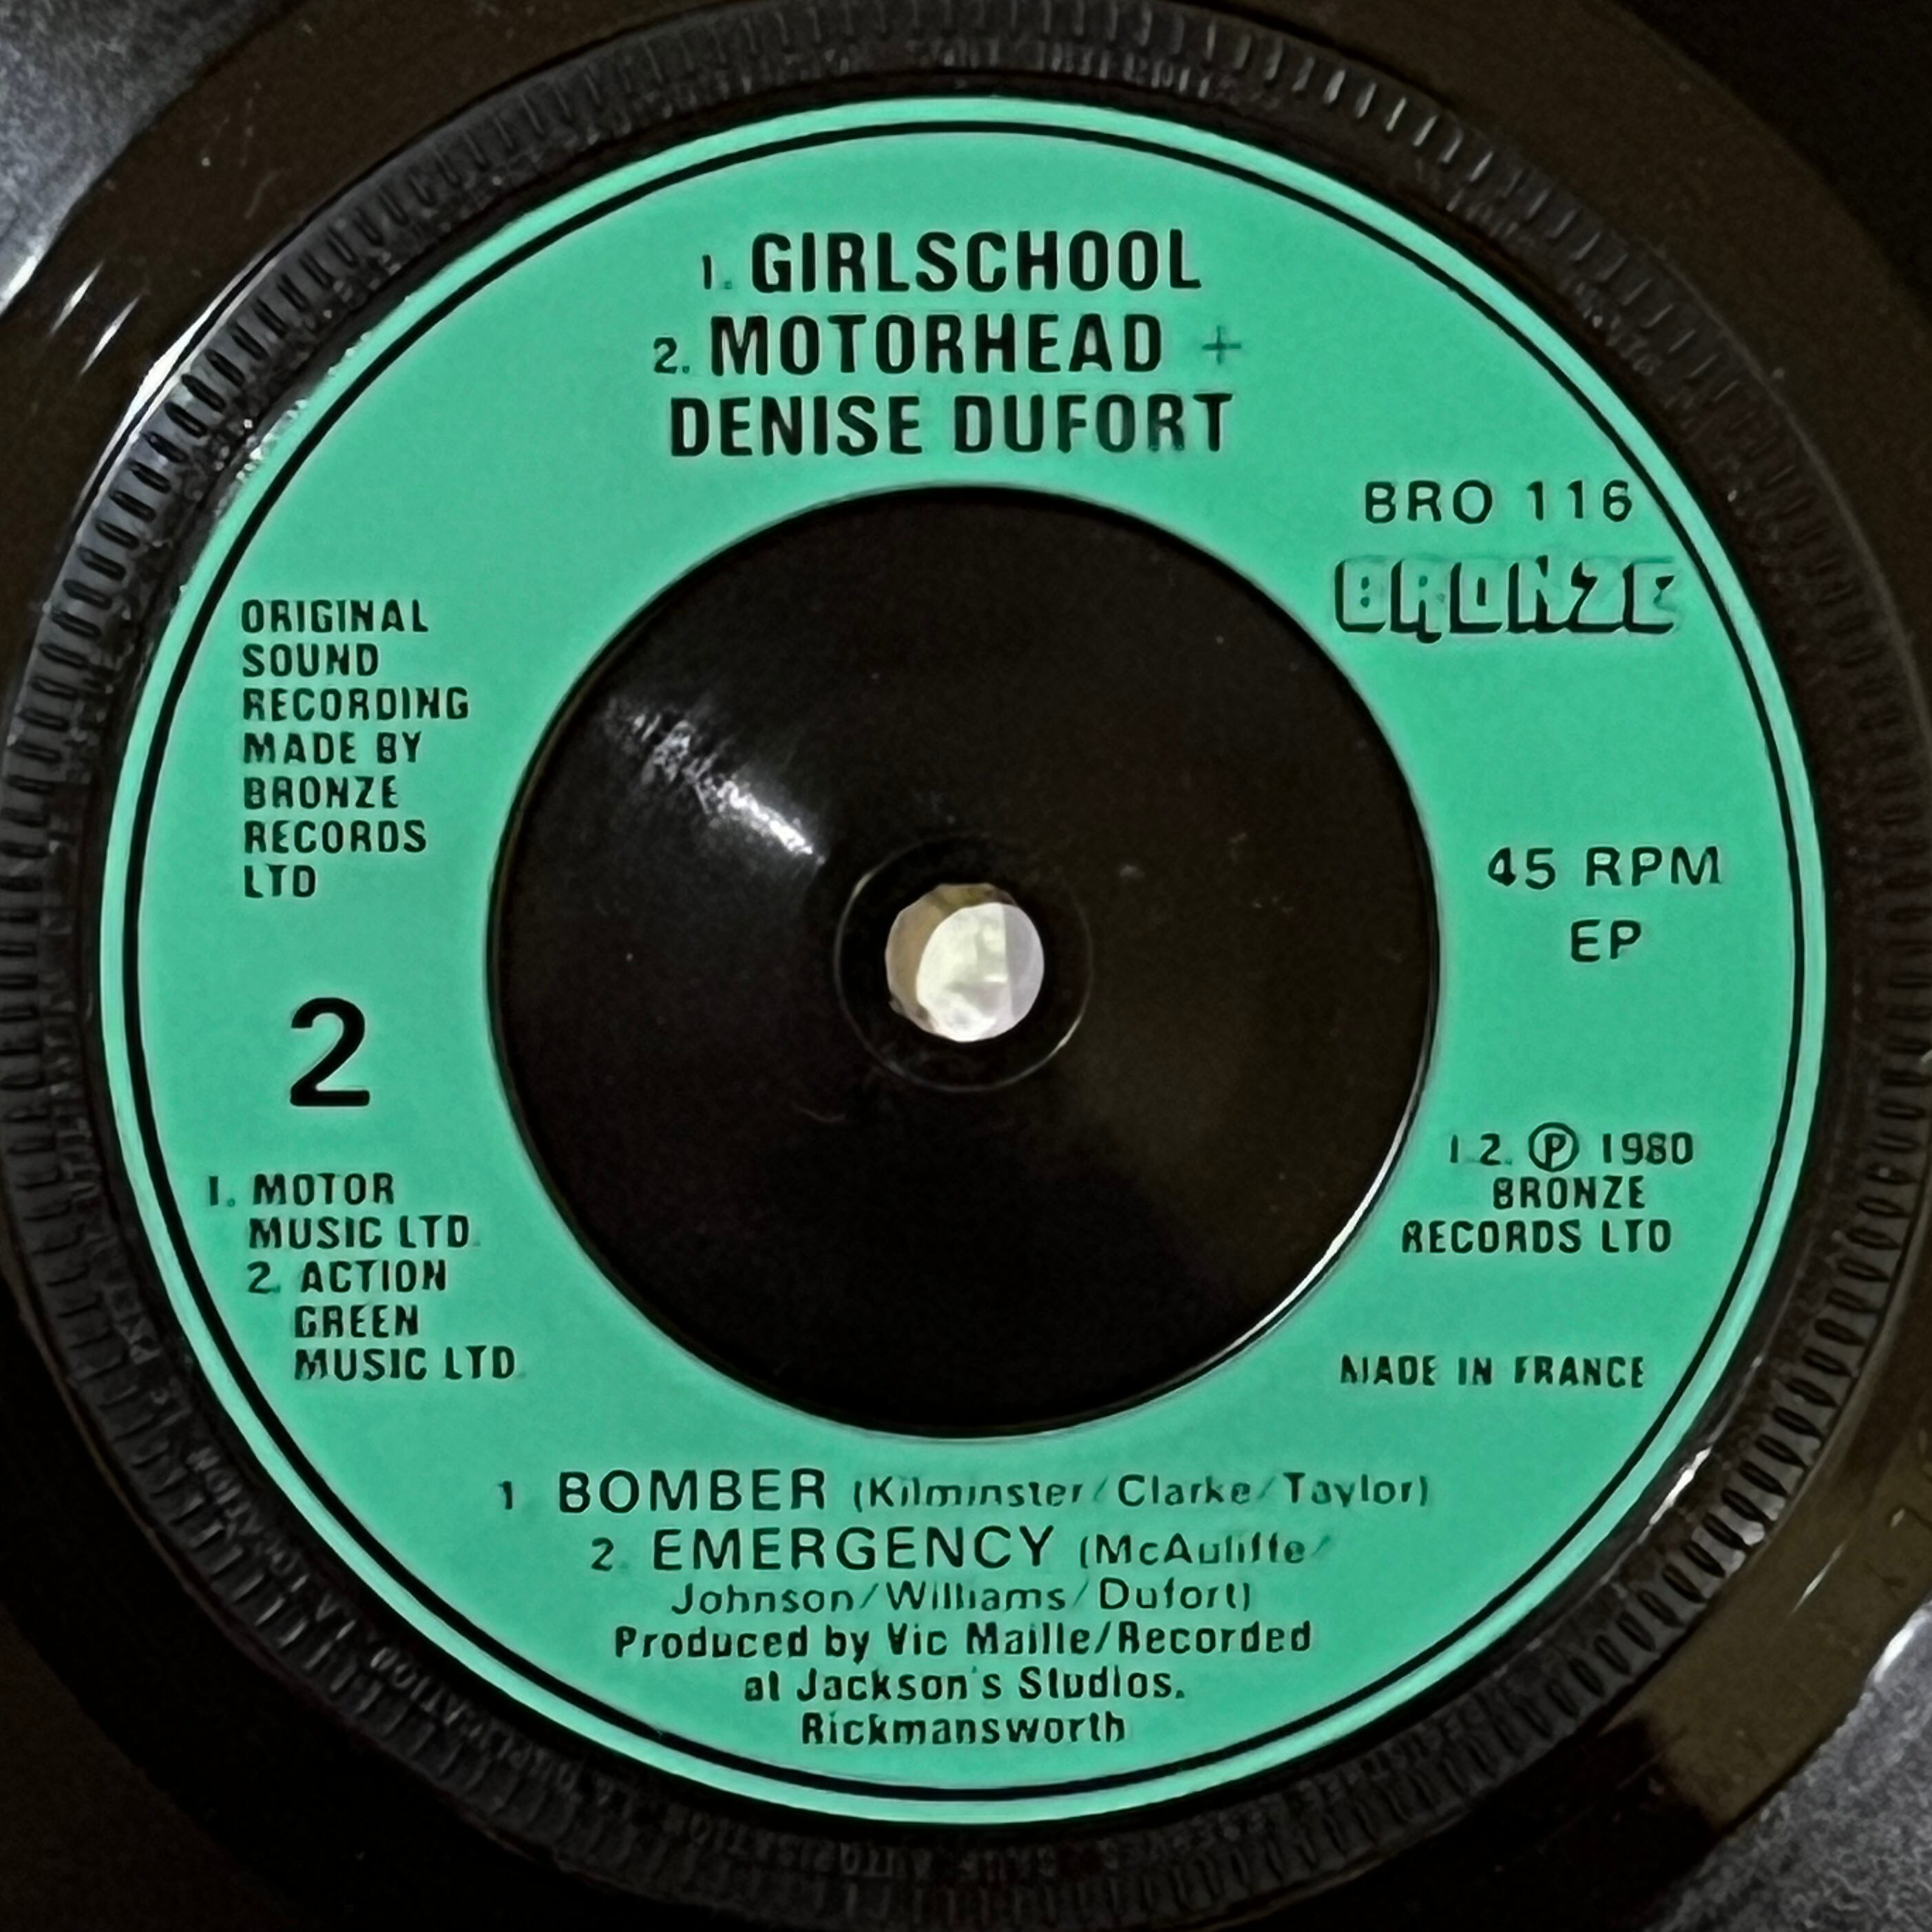 1. GIRLSCHOOL
2. MOTORHEAD +
DENISE DUFORT
BRO 116
BRONZE
ORIGINAL
SOUND
RECORDING
MADE BY
BRONZE
RECORDS
LTD
45 RPM
EP
2
1. MOTOR
MUSIC LTD.
2. ACTION
GREEN
MUSIC LTD.
1.2. ℗ 1980
BRONZE
RECORDS LTD
MADE IN FRANCE
1. BOMBER (Kilminster/Clarke/Taylor)
2. EMERGENCY (McAuliffe/
Johnson/Williams/Dufort)
Produced by Vic Maille/Recorded
at Jackson's Studios.
Rickmansworth